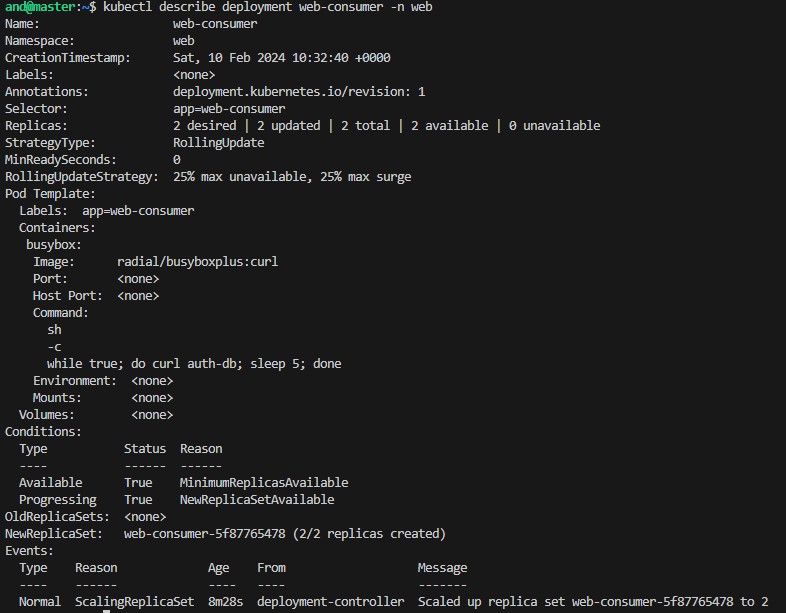 and@master:~$ kubectl describe deployment web-consumer -n web
Name:                   web-consumer
Namespace:              web
CreationTimestamp:      Sat, 10 Feb 2024 10:32:40 +0000
Labels:                 <none>
Annotations:            deployment.kubernetes.io/revision: 1
Selector:               app=web-consumer
Replicas:               2 desired | 2 updated | 2 total | 2 available | 0 unavailable
StrategyType:           RollingUpdate
MinReadySeconds:        0
RollingUpdateStrategy:  25% max unavailable, 25% max surge
Pod Template:
  Labels:  app=web-consumer
  Containers:
   busybox:
    Image:      radial/busyboxplus:curl
    Port:       <none>
    Host Port:  <none>
    Command:
      sh
      -c
      while true; do curl auth-db; sleep 5; done
    Environment:  <none>
    Mounts:       <none>
  Volumes:        <none>
Conditions:
  Type           Status  Reason
  ----           ------  ------
  Available      True    MinimumReplicasAvailable
  Progressing    True    NewReplicaSetAvailable
OldReplicaSets:  <none>
NewReplicaSet:   web-consumer-5f87765478 (2/2 replicas created)
Events:
  Type    Reason             Age    From                   Message
  ----    ------             ----   ----                   -------
  Normal  ScalingReplicaSet  8m28s  deployment-controller  Scaled up replica set web-consumer-5f87765478 to 2